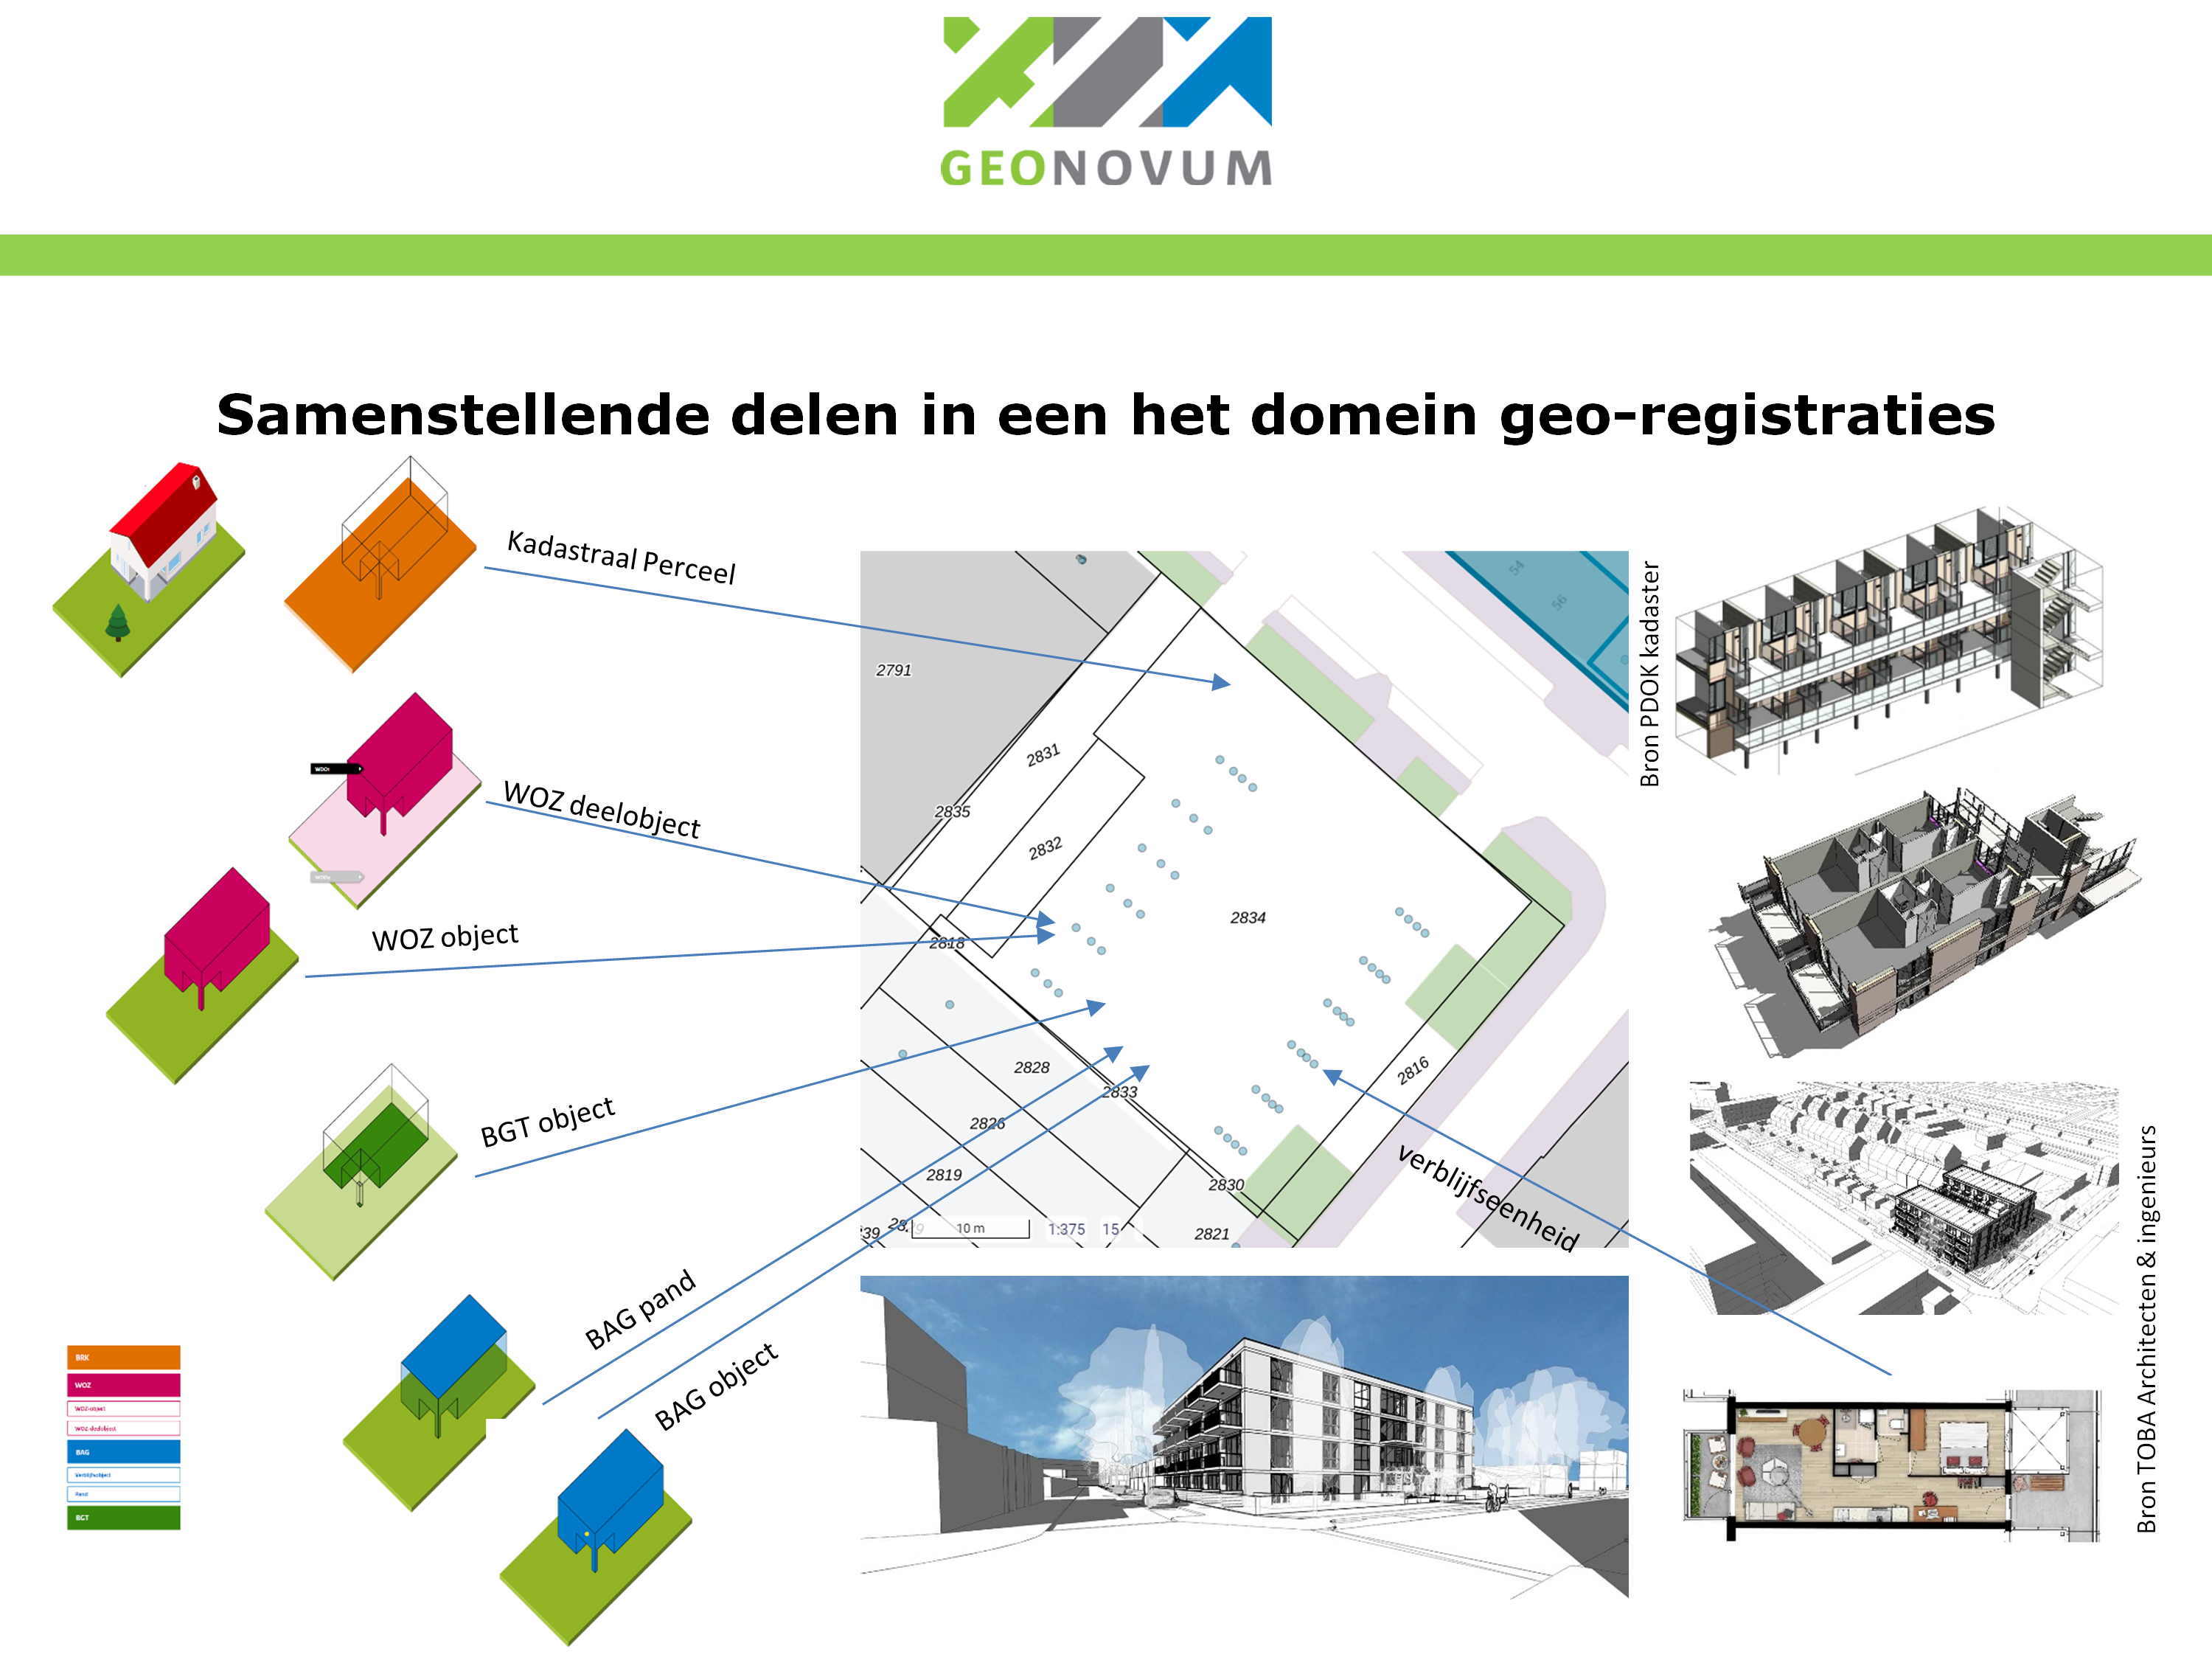 GEONOVUM
Samenstellende delen in een het domein geo-registraties
Kadastraal Perceel
WOZ deelobject
WOZ object
BGT object
BAG pand
BAG object
verblijfseenheid
Bron PDOK kadaster
Bron TOBA Architecten & ingenieurs
54
56
2791
2831
2835
2832
2834
2818
2828
2833
2816
2826
2819
2830
2821
39
10 m
1:375
15
BRK
WOZ
WOZ-object
WOZ-deelobject
BAG
Verblijfsobject
Pand
BGT